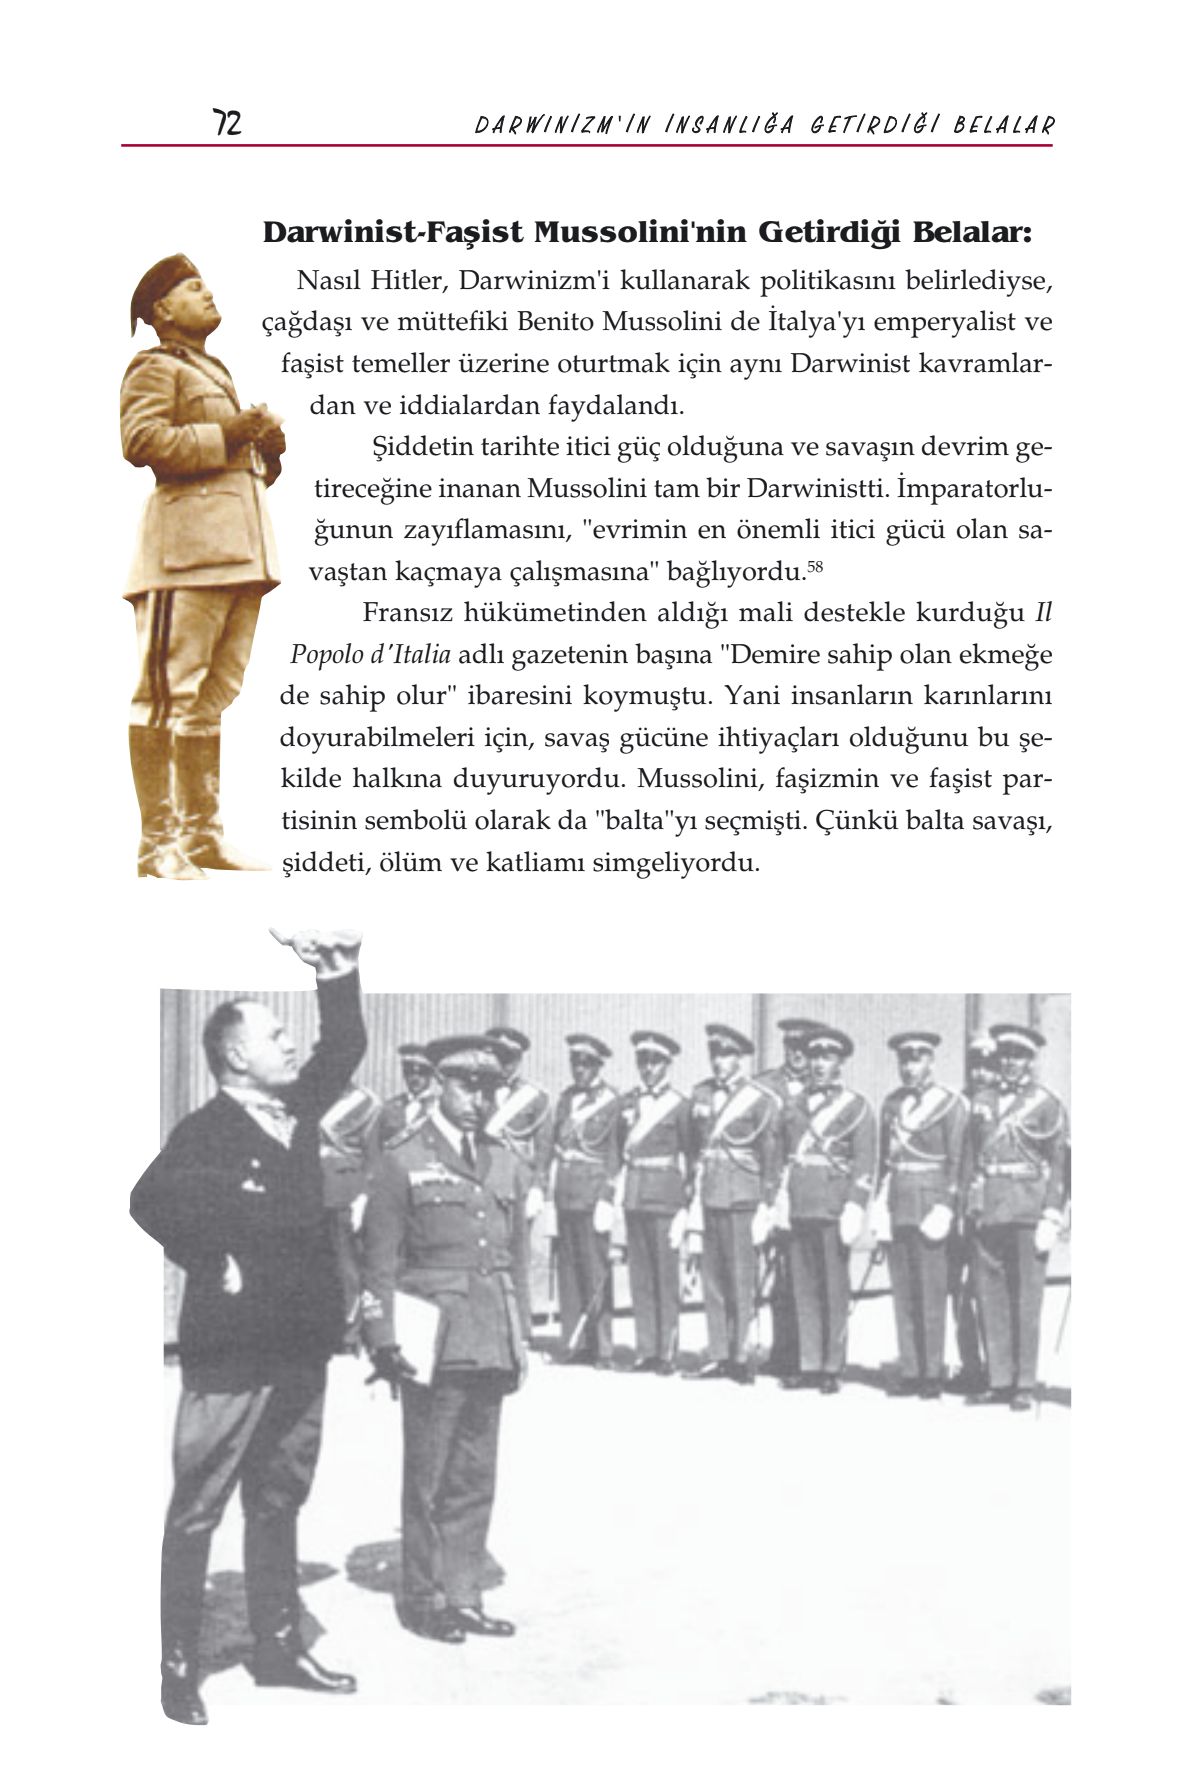 72
DARWINİZM'İN İNSANLIĞA GETİRDİĞİ BELALAR
Darwinist-Faşist Mussolini'nin Getirdiği Belalar:
Nasıl Hitler, Darwinizm'i kullanarak politikasını belirlediyse,
çağdaşı ve müttefiki Benito Mussolini de İtalya'yı emperyalist ve
faşist temeller üzerine oturtmak için aynı Darwinist kavramlar-
dan ve iddialardan faydalandı.
Şiddetin tarihte itici güç olduğuna ve savaşın devrim ge-
tireceğine inanan Mussolini tam bir Darwinistti. İmparatorlu-
ğunun zayıflamasını, "evrimin en önemli itici gücü olan sa-
vaştan kaçmaya çalışmasına" bağlıyordu.58
Fransız hükümetinden aldığı mali destekle kurduğu Il
Popolo d'Italia adlı gazetenin başına "Demire sahip olan ekmeğe
de sahip olur" ibaresini koymuştu. Yani insanların karınlarını
doyurabilmeleri için, savaş gücüne ihtiyaçları olduğunu bu şe-
kilde halkına duyuruyordu. Mussolini, faşizmin ve faşist par-
tisinin sembolü olarak da "balta"yı seçmişti. Çünkü balta savaşı,
şiddeti, ölüm ve katliamı simgeliyordu.